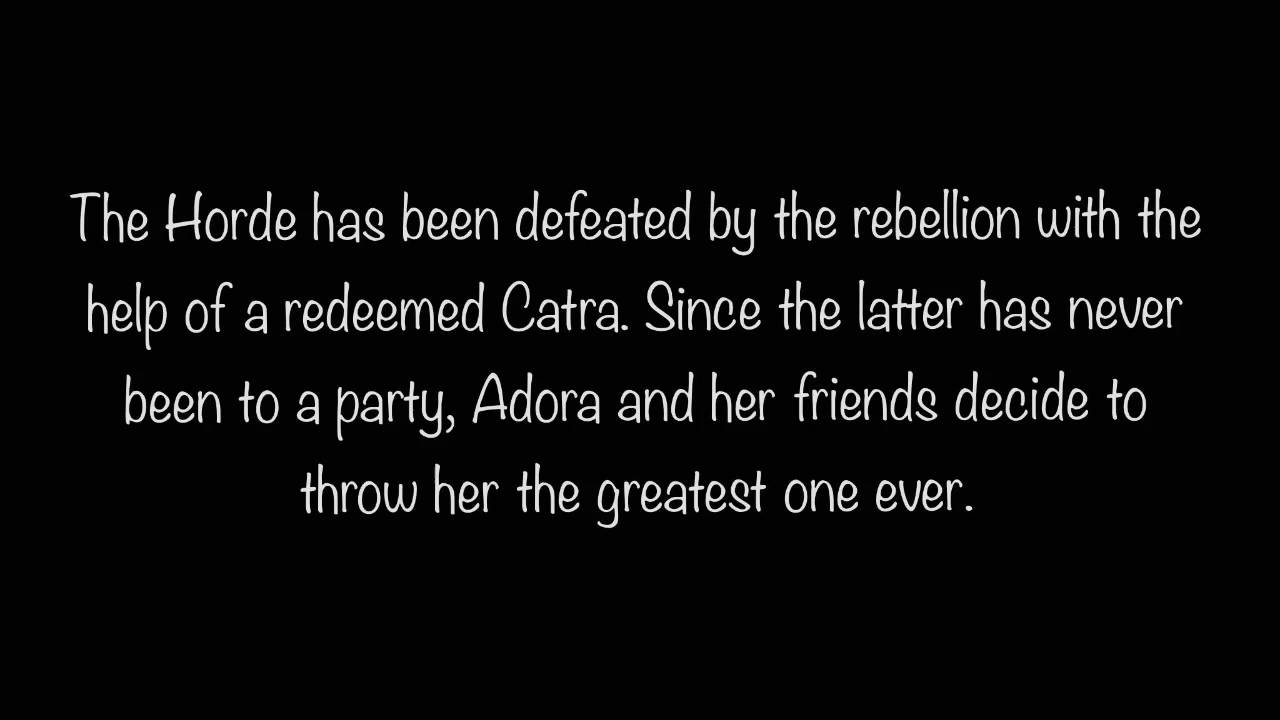 The Horde has been defeated by the rebellion with the
help of a redeemed Catra. Since the latter has never
been to a party, Adora and her friends decide to
throw her the greatest one ever.